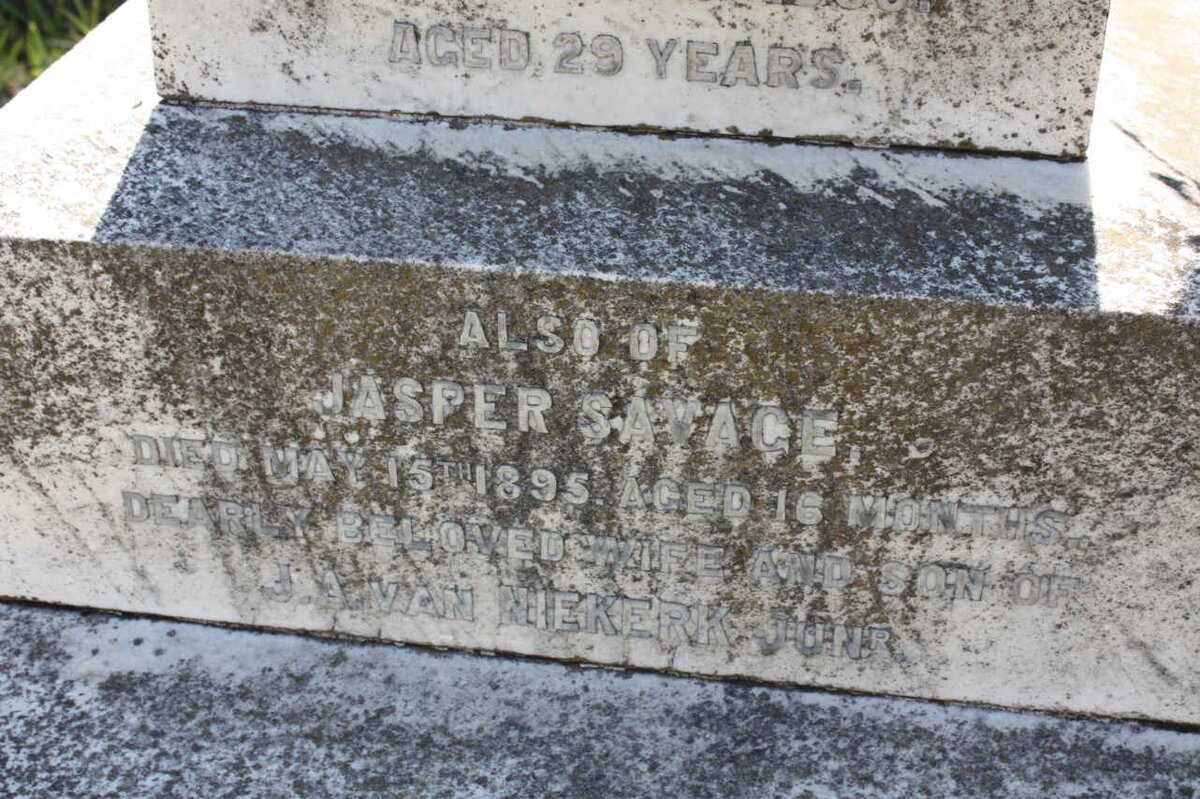 AGED 29 YEARS.
ALSO OF
JASPER SAVAGE.
DIED MAY 15TH 1895. AGED 16 MONTHS.
DEARLY BELOVED WIFE AND SON OF
J. A. VAN NIEKERK JUNR.